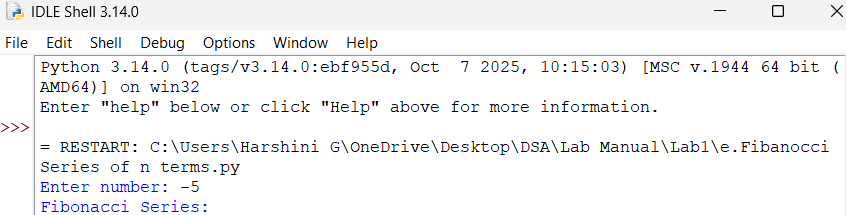 IDLE Shell 3.14.0
File Edit Shell Debug Options Window Help
Python 3.14.0 (tags/v3.14.0:ebf955d, Oct  7 2025, 10:15:03) [MSC v.1944 64 bit (
AMD64)] on win32
Enter "help" below or click "Help" above for more information.
>>>
= RESTART: C:\Users\Harshini G\OneDrive\Desktop\DSA\Lab Manual\Lab1\e.Fibanocci
Series of n terms.py
Enter number: -5
Fibonacci Series: